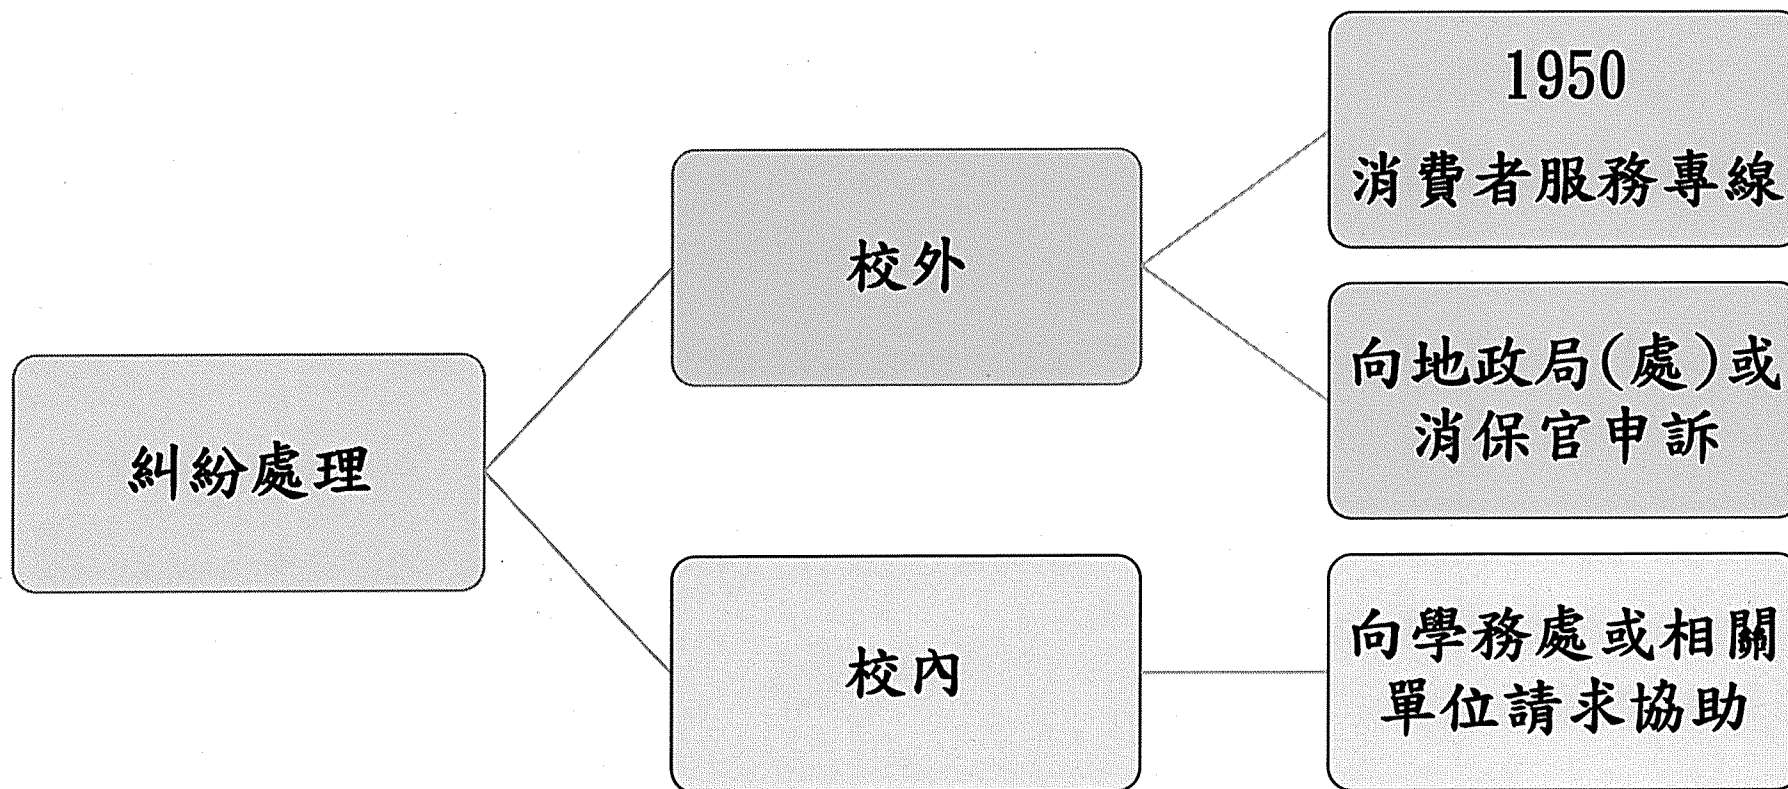 糾紛處理
校外
1950
消費者服務專線
向地政局(處)或
消保官申訴
校內
向學務處或相關
單位請求協助